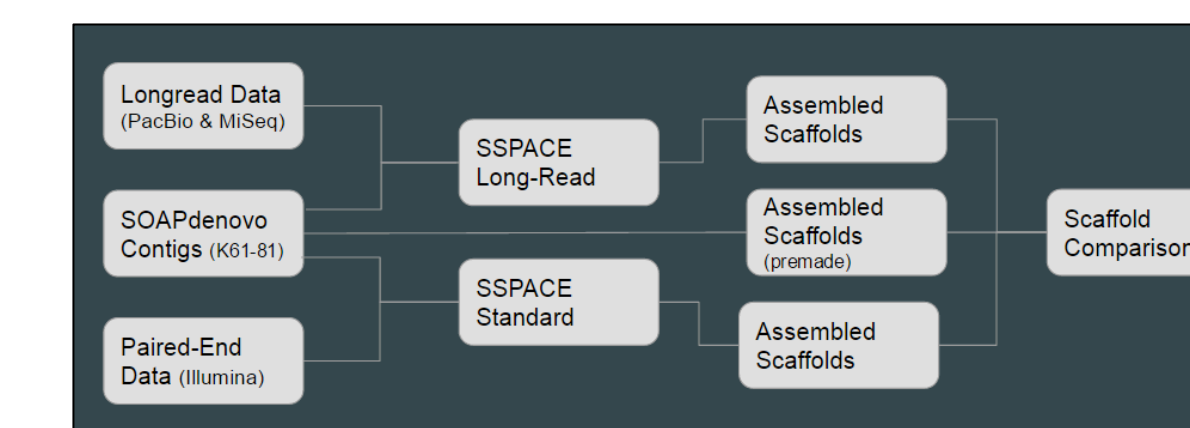 Longread Data
(PacBio & MiSeq)
SOAPdenovo
Contigs (K61-81)
Paired-End
Data (Illumina)
SSPACE
Long-Read
SSPACE
Standard
Assembled
Scaffolds
Assembled
Scaffolds
(premade)
Assembled
Scaffolds
Scaffold
Comparison